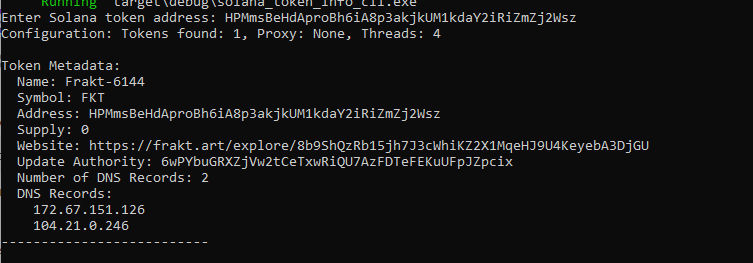 Running `target\debug\solana_token_info_cli.exe`
Enter Solana token address: HPMmsBeHdAproBh6iA8p3akjkUM1kdaY2iRiZmZj2Wsz
Configuration: Tokens found: 1, Proxy: None, Threads: 4
Token Metadata:
Name: Frakt-6144
Symbol: FKT
Address: HPMmsBeHdAproBh6iA8p3akjkUM1kdaY2iRiZmZj2Wsz
Supply: 0
Website: https://frakt.art/explore/8b9ShQzRb15jh7J3cWhiKZ2X1MqeHJ9U4KeyebA3DjGU
Update Authority: 6wPYbuGRXZjVw2tCeTxwRiQU7AzFDTeFEKuUFpJZpcix
Number of DNS Records: 2
DNS Records:
172.67.151.126
104.21.0.246
--------------------------